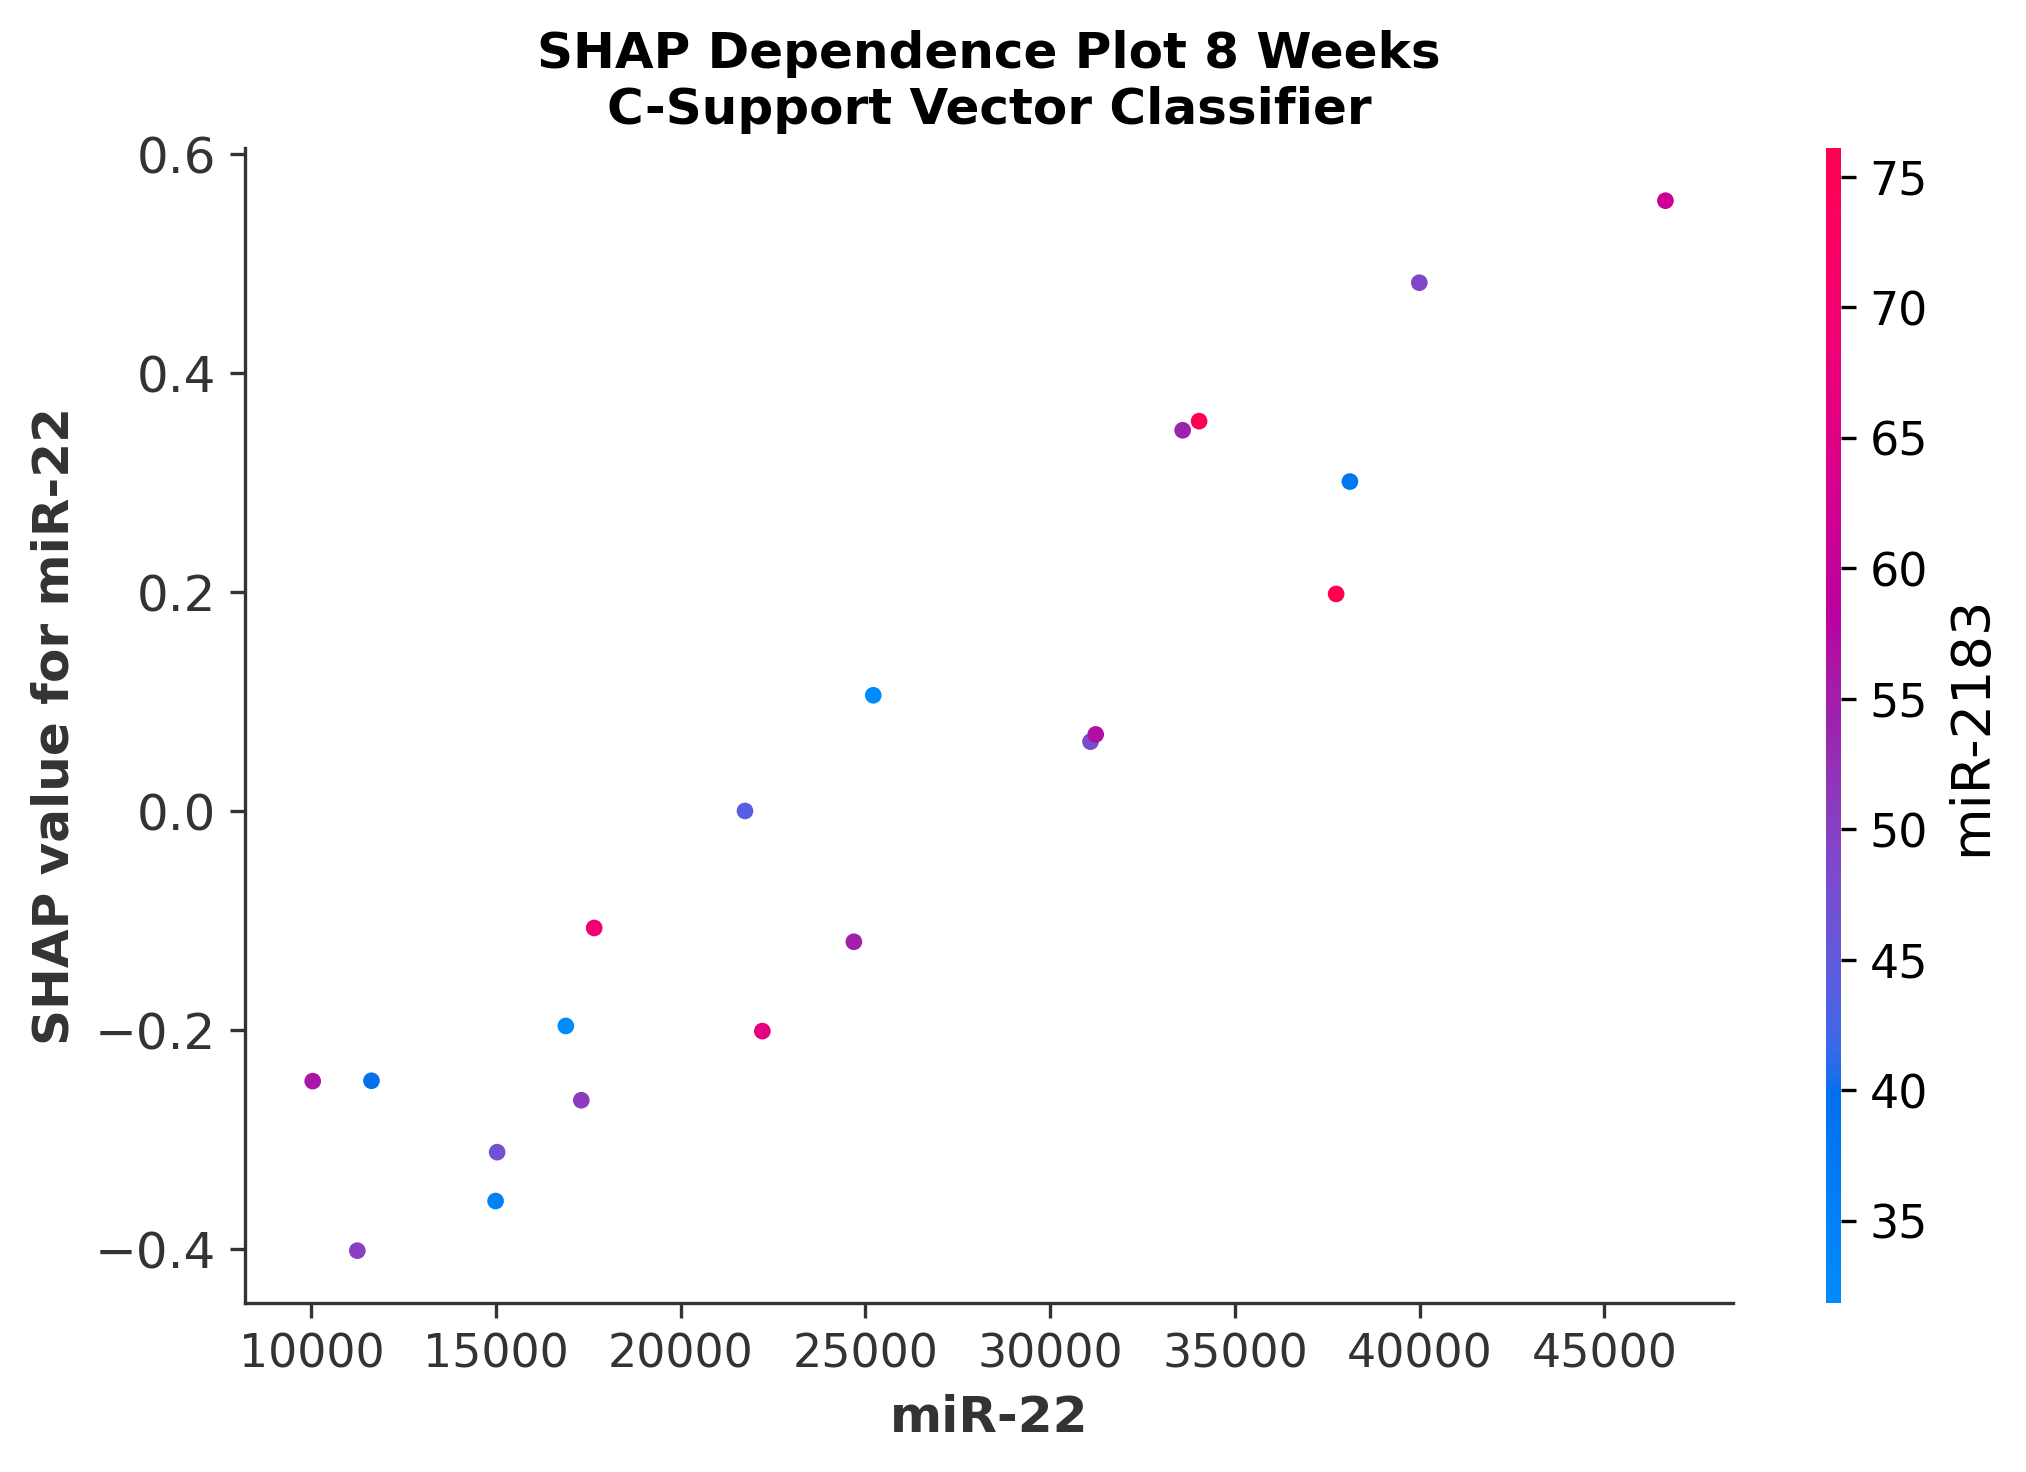 SHAP Dependence Plot 8 Weeks
C-Support Vector Classifier
SHAP value for miR-22
0.6
0.4
0.2
0.0
−0.2
−0.4
10000 15000 20000 25000 30000 35000 40000 45000
miR-22
75
70
65
60
55
50
45
40
35
miR-2183